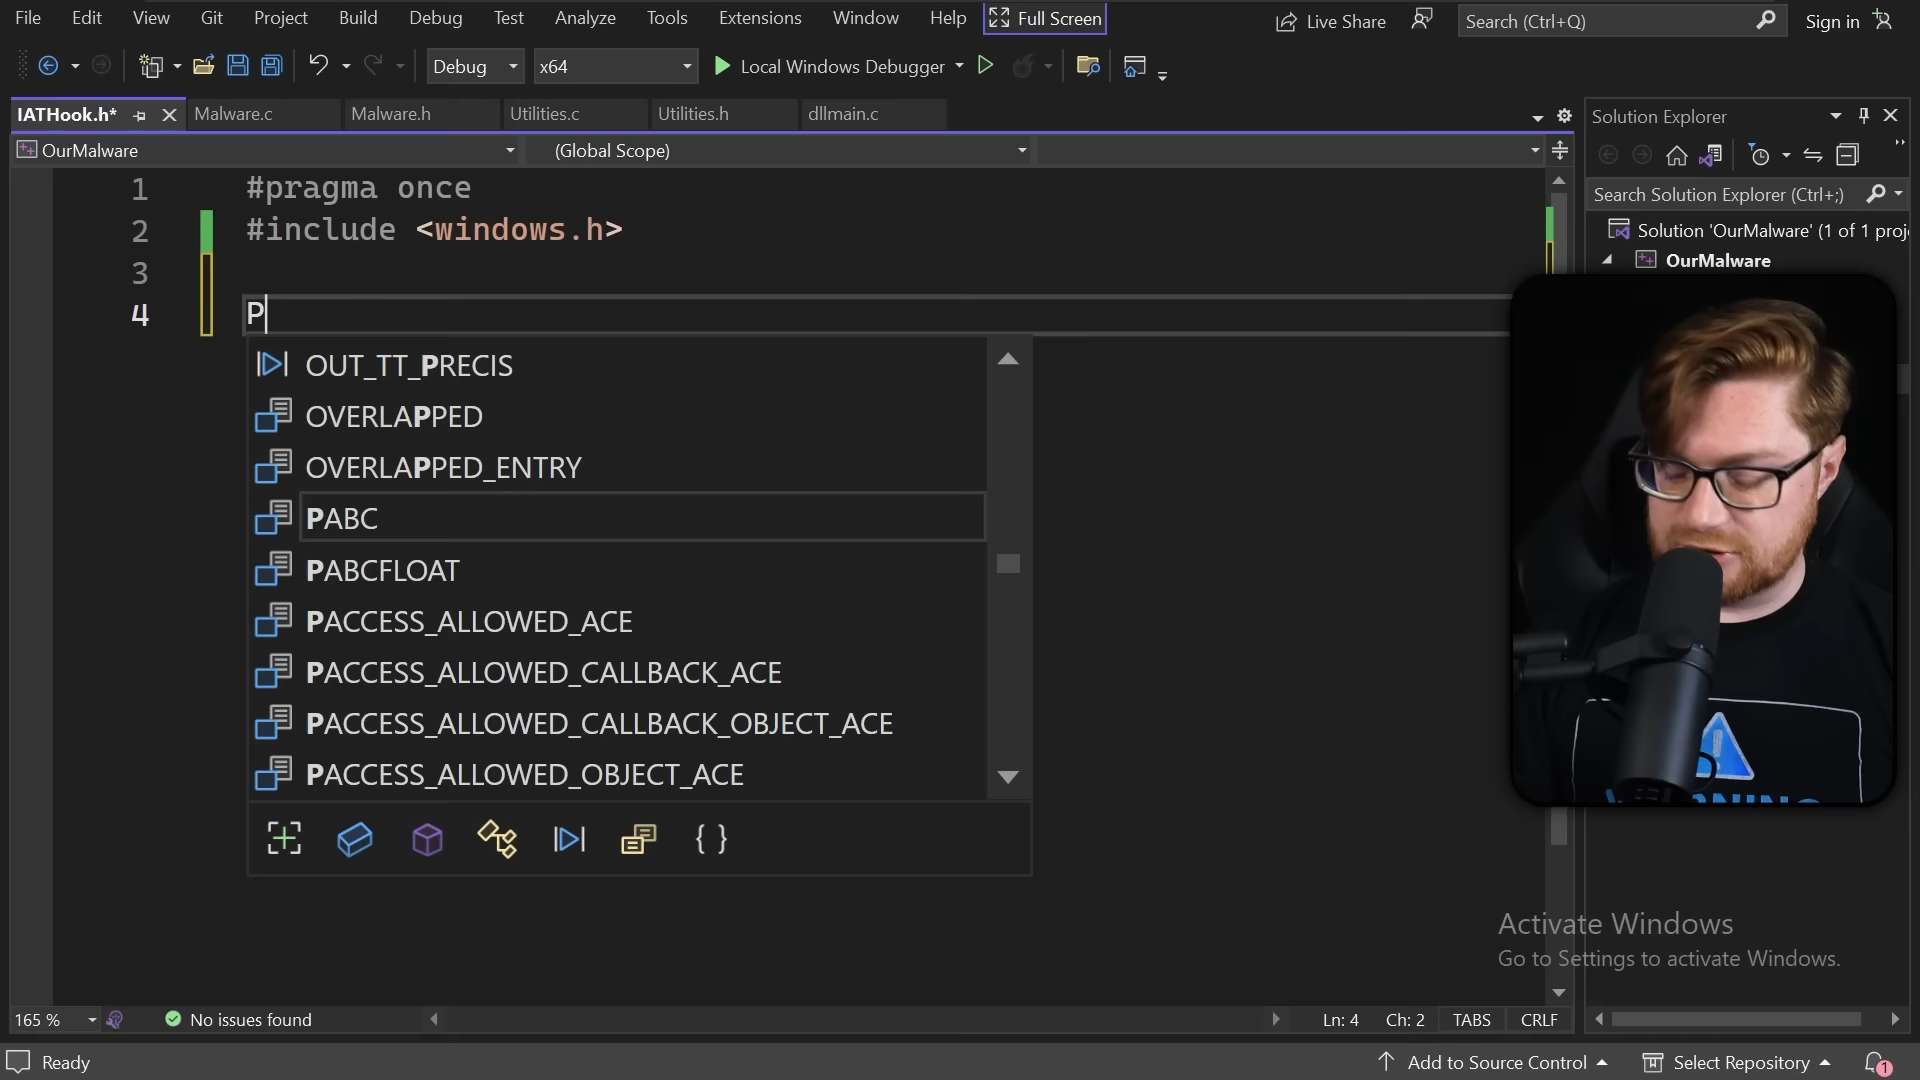 File Edit View Git Project Build Debug Test Analyze Tools Extensions Window Help Full Screen Live Share Search (Ctrl+Q) Sign in
Debug x64 Local Windows Debugger
IATHook.h* Malware.c Malware.h Utilities.c Utilities.h dllmain.c
OurMalware (Global Scope)
Solution Explorer
Search Solution Explorer (Ctrl+;)
Solution 'OurMalware' (1 of 1 proj
OurMalware
1 #pragma once
2 #include <windows.h>
3
4 P
OUT_TT_PRECIS
OVERLAPPED
OVERLAPPED_ENTRY
PABC
PABCFLOAT
PACCESS_ALLOWED_ACE
PACCESS_ALLOWED_CALLBACK_ACE
PACCESS_ALLOWED_CALLBACK_OBJECT_ACE
PACCESS_ALLOWED_OBJECT_ACE
Activate Windows
Go to Settings to activate Windows.
165 % No issues found Ln: 4 Ch: 2 TABS CRLF
Ready Add to Source Control Select Repository 1